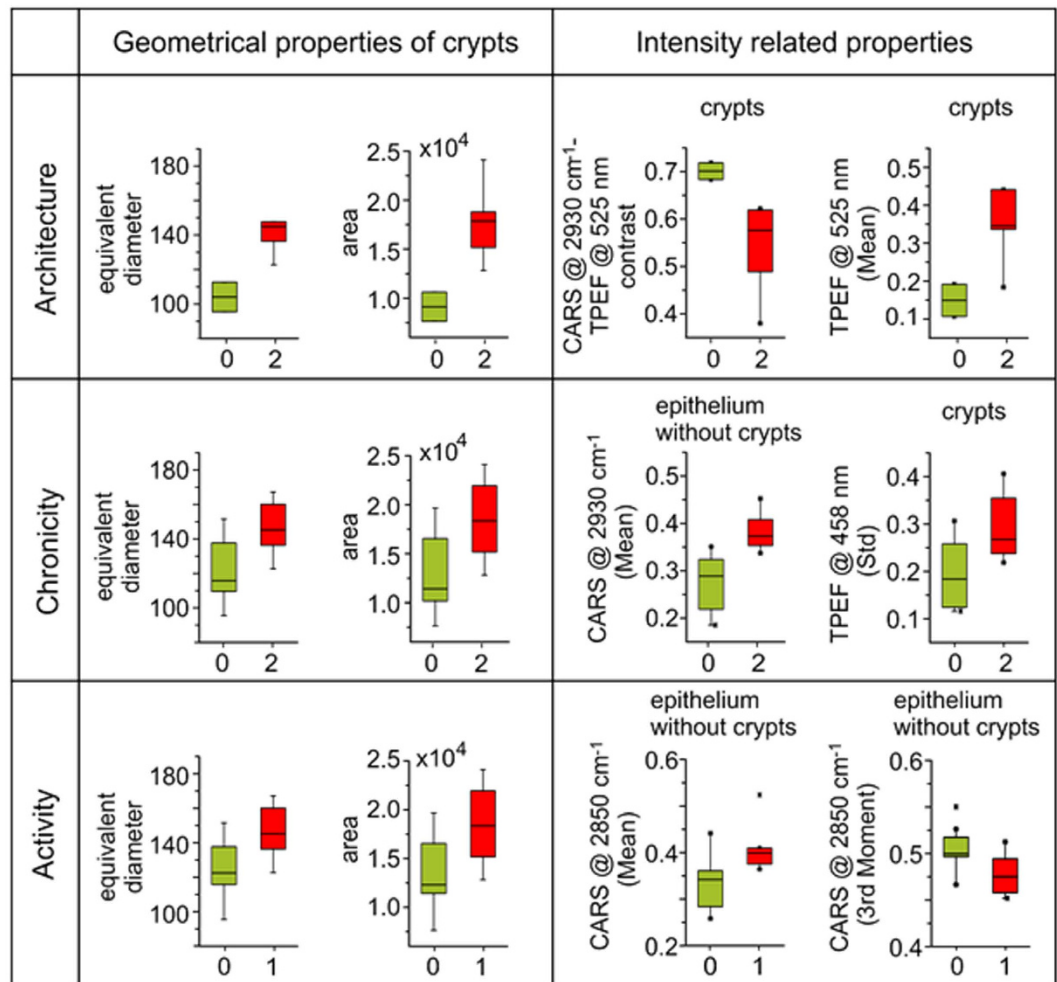 Geometrical properties of crypts
Intensity related properties
Architecture
equivalent
diameter
180
140
100
0 2
area
x10⁴
2.5
2.0
1.5
1.0
0 2
crypts
CARS @ 2930 cm⁻¹-
TPEF @ 525 nm
contrast
0.7
0.6
0.5
0.4
0 2
crypts
TPEF @ 525 nm
(Mean)
0.5
0.4
0.3
0.2
0.1
0 2
Chronicity
equivalent
diameter
180
140
100
0 2
area
x10⁴
2.5
2.0
1.5
1.0
0 2
epithelium
without crypts
CARS @ 2930 cm⁻¹
(Mean)
0.5
0.4
0.3
0.2
0 2
crypts
TPEF @ 458 nm
(Std)
0.4
0.3
0.2
0.1
0 2
Activity
equivalent
diameter
180
140
100
0 1
area
x10⁴
2.5
2.0
1.5
1.0
0 1
epithelium
without crypts
CARS @ 2850 cm⁻¹
(Mean)
0.6
0.4
0.2
0 1
epithelium
without crypts
CARS @ 2850 cm⁻¹
(3rd Moment)
0.6
0.5
0.4
0 1